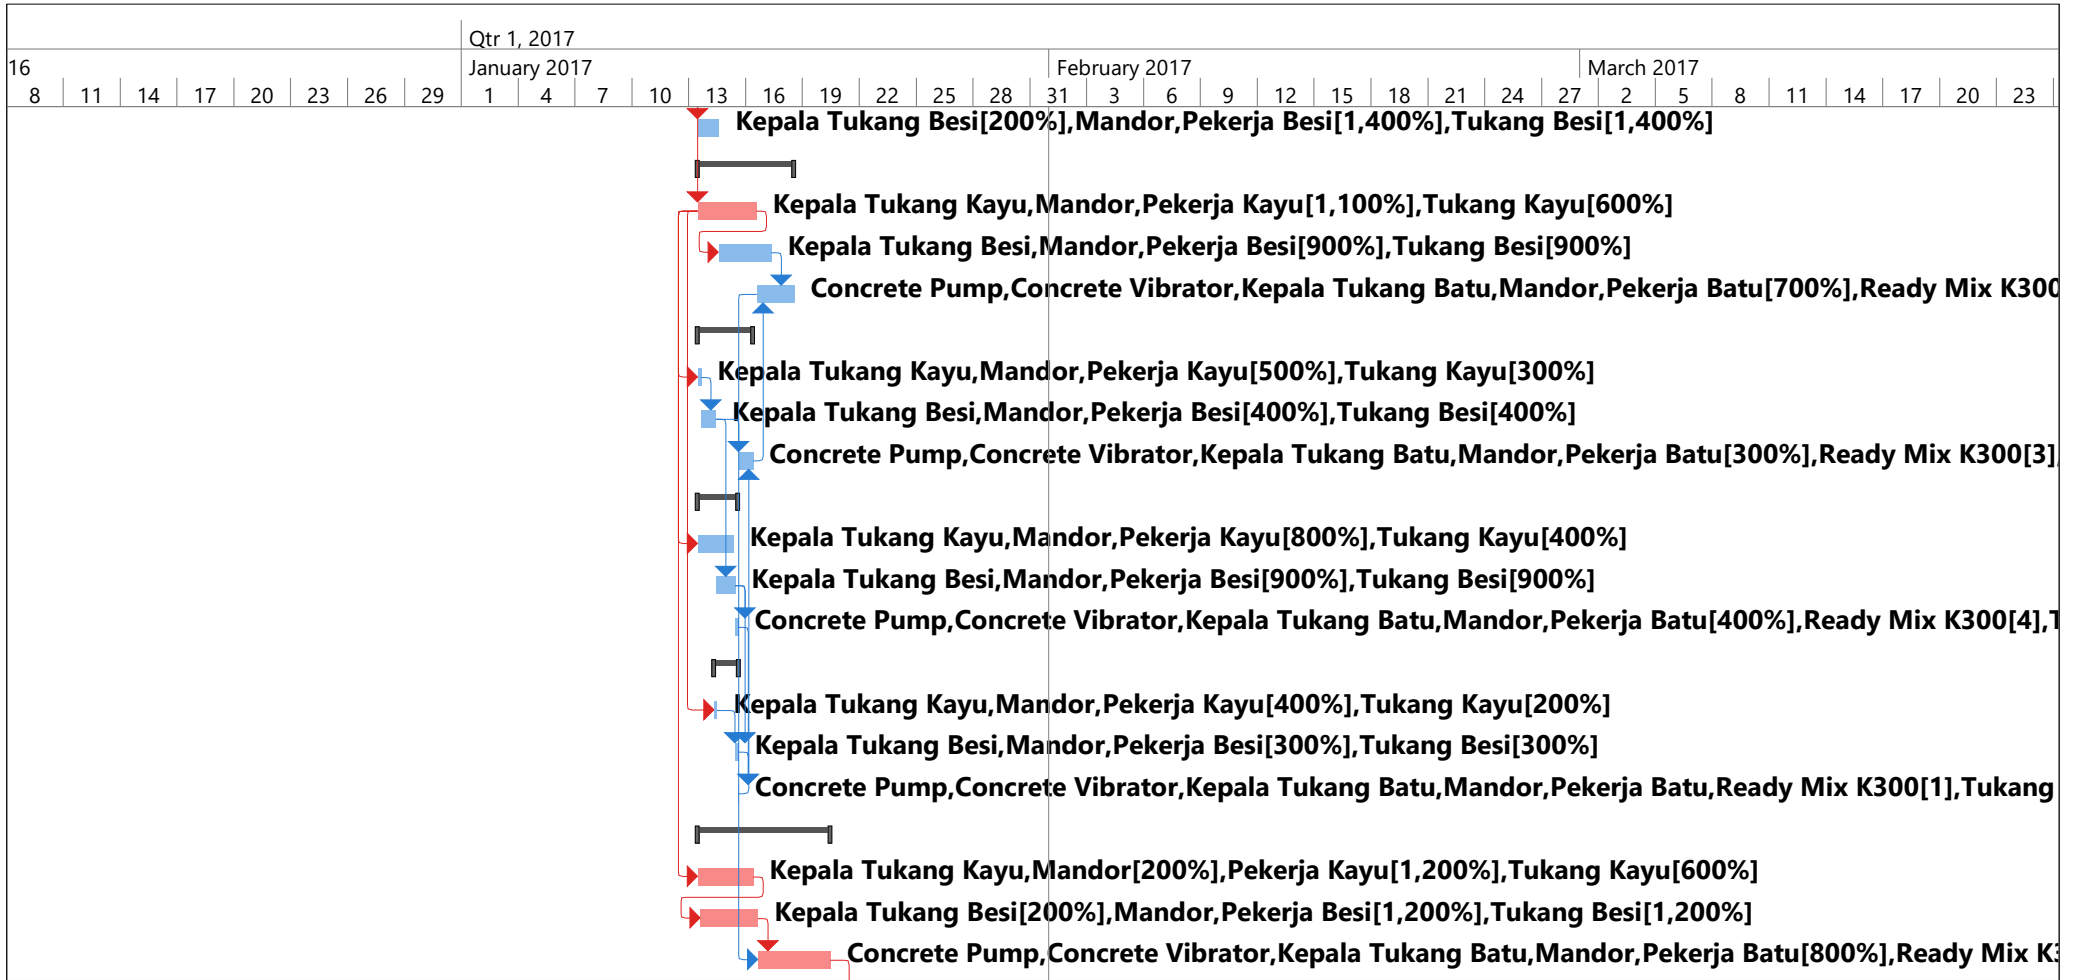 Qtr 1, 2017
16 January 2017 February 2017 March 2017
8 11 14 17 20 23 26 29 1 4 7 10 13 16 19 22 25 28 31 3 6 9 12 15 18 21 24 27 2 5 8 11 14 17 20 23
Kepala Tukang Besi[200%],Mandor,Pekerja Besi[1,400%],Tukang Besi[1,400%]
Kepala Tukang Kayu,Mandor,Pekerja Kayu[1,100%],Tukang Kayu[600%]
Kepala Tukang Besi,Mandor,Pekerja Besi[900%],Tukang Besi[900%]
Concrete Pump,Concrete Vibrator,Kepala Tukang Batu,Mandor,Pekerja Batu[700%],Ready Mix K300
Kepala Tukang Kayu,Mandor,Pekerja Kayu[500%],Tukang Kayu[300%]
Kepala Tukang Besi,Mandor,Pekerja Besi[400%],Tukang Besi[400%]
Concrete Pump,Concrete Vibrator,Kepala Tukang Batu,Mandor,Pekerja Batu[300%],Ready Mix K300[3],
Kepala Tukang Kayu,Mandor,Pekerja Kayu[800%],Tukang Kayu[400%]
Kepala Tukang Besi,Mandor,Pekerja Besi[900%],Tukang Besi[900%]
Concrete Pump,Concrete Vibrator,Kepala Tukang Batu,Mandor,Pekerja Batu[400%],Ready Mix K300[4],T
Kepala Tukang Kayu,Mandor,Pekerja Kayu[400%],Tukang Kayu[200%]
Kepala Tukang Besi,Mandor,Pekerja Besi[300%],Tukang Besi[300%]
Concrete Pump,Concrete Vibrator,Kepala Tukang Batu,Mandor,Pekerja Batu,Ready Mix K300[1],Tukang
Kepala Tukang Kayu,Mandor[200%],Pekerja Kayu[1,200%],Tukang Kayu[600%]
Kepala Tukang Besi[200%],Mandor,Pekerja Besi[1,200%],Tukang Besi[1,200%]
Concrete Pump,Concrete Vibrator,Kepala Tukang Batu,Mandor,Pekerja Batu[800%],Ready Mix K